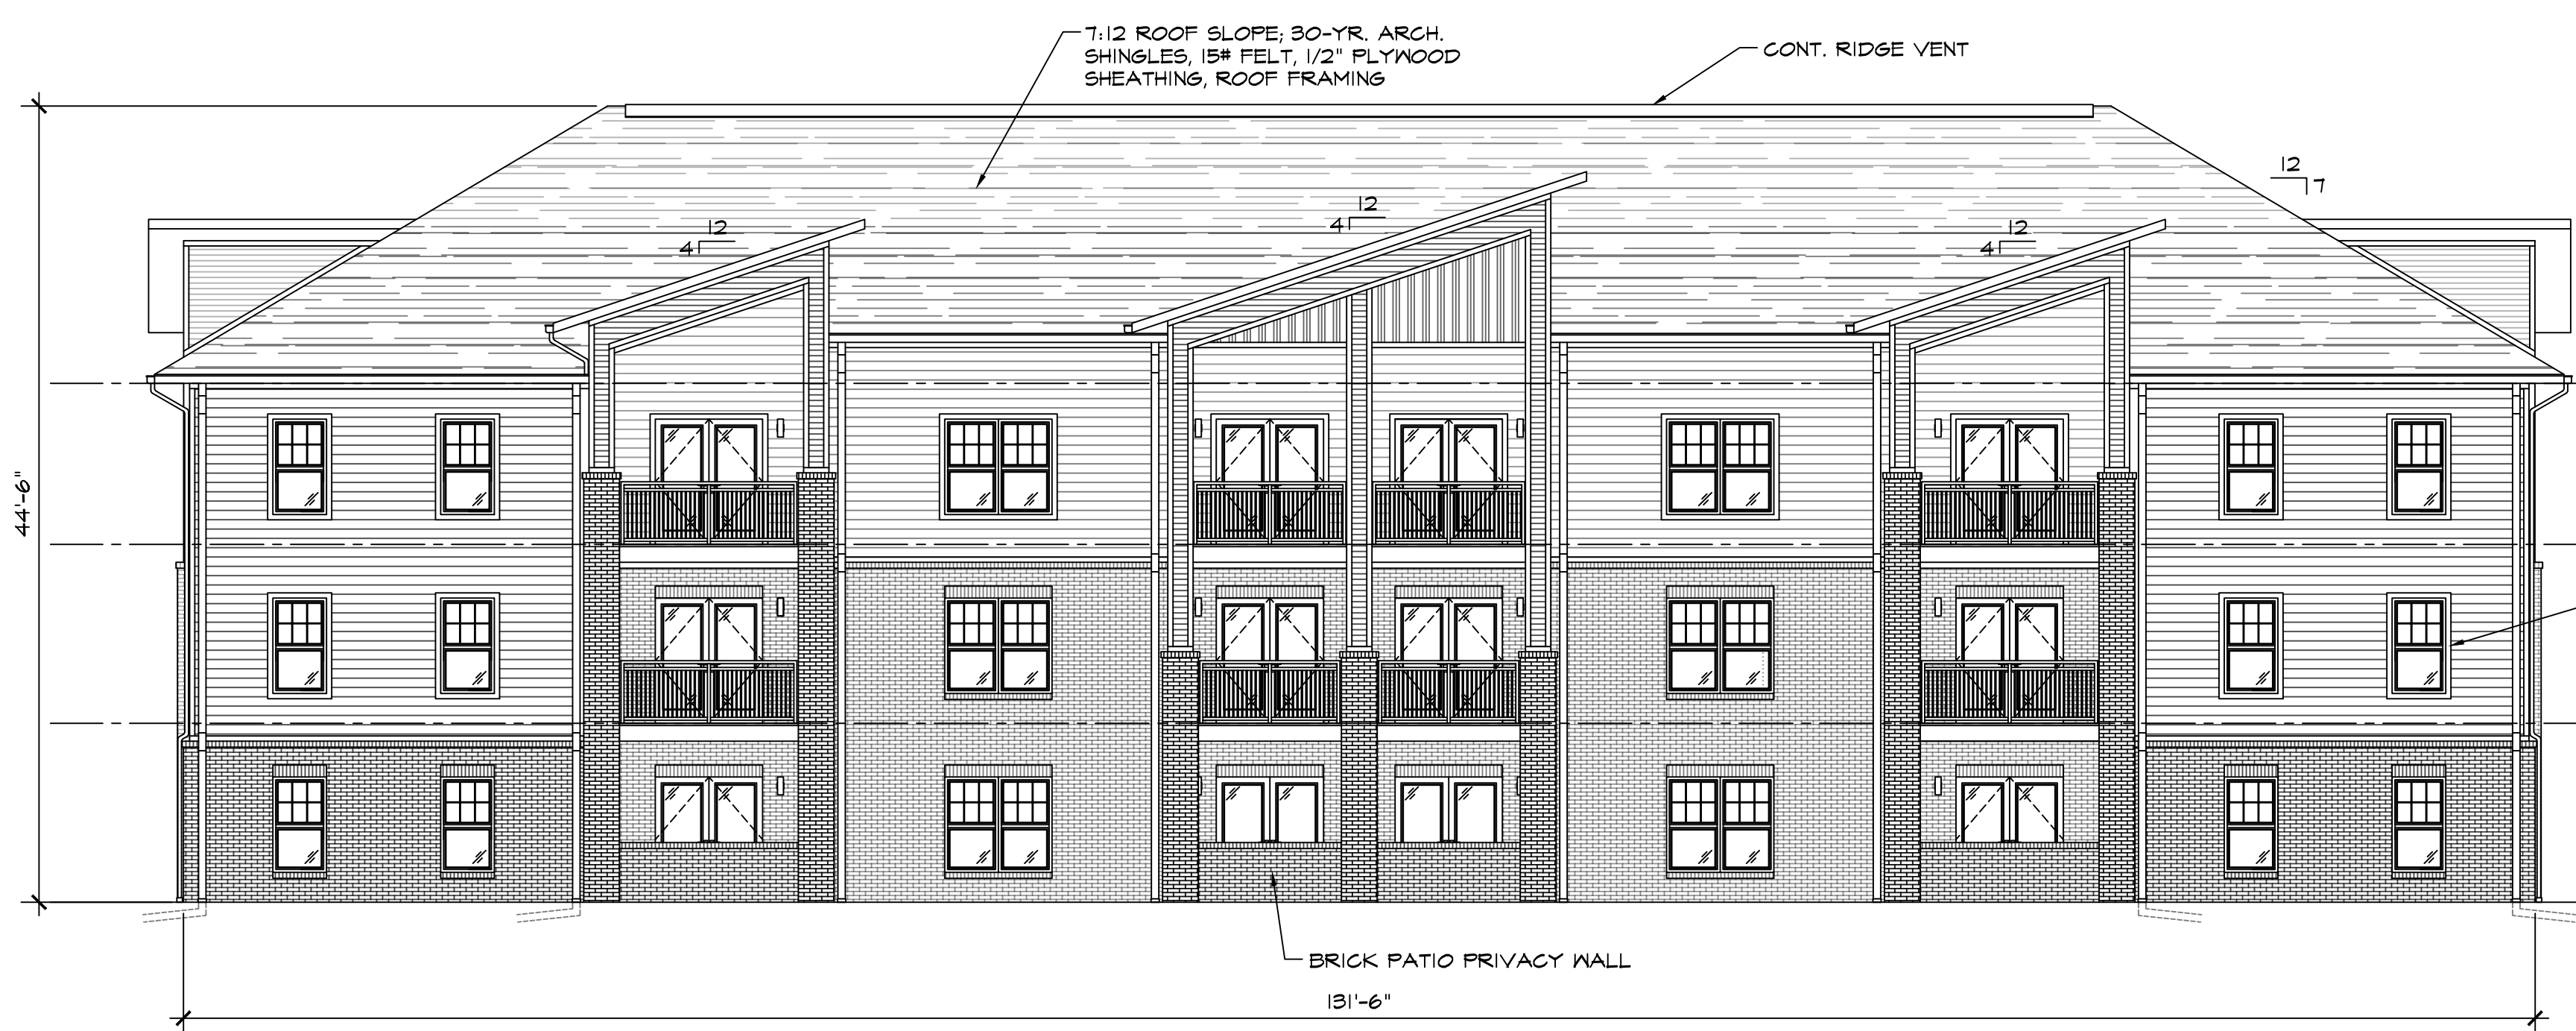 7:12 ROOF SLOPE; 30-YR. ARCH.
SHINGLES, 15# FELT, 1/2" PLYWOOD
SHEATHING, ROOF FRAMING
CONT. RIDGE VENT
12
7
12
4
12
4
12
4
44'-6"
BRICK PATIO PRIVACY WALL
131'-6"